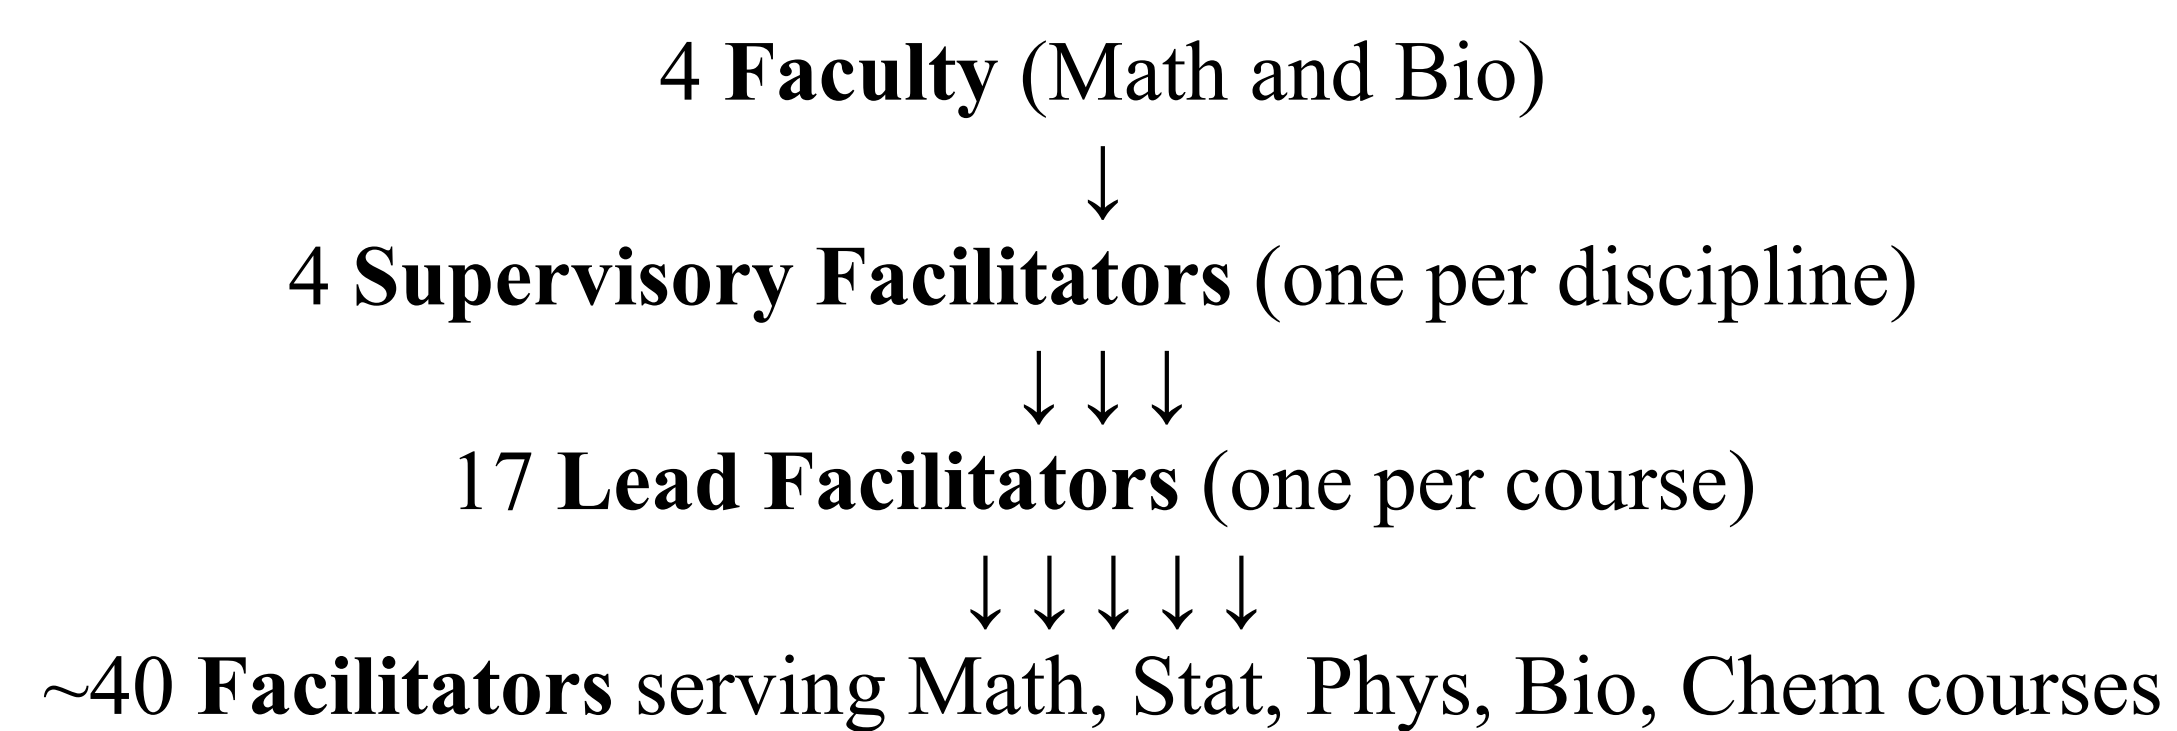 4 Faculty (Math and Bio)
↓
4 Supervisory Facilitators (one per discipline)
↓ ↓ ↓
17 Lead Facilitators (one per course)
↓ ↓ ↓ ↓ ↓
~40 Facilitators serving Math, Stat, Phys, Bio, Chem courses